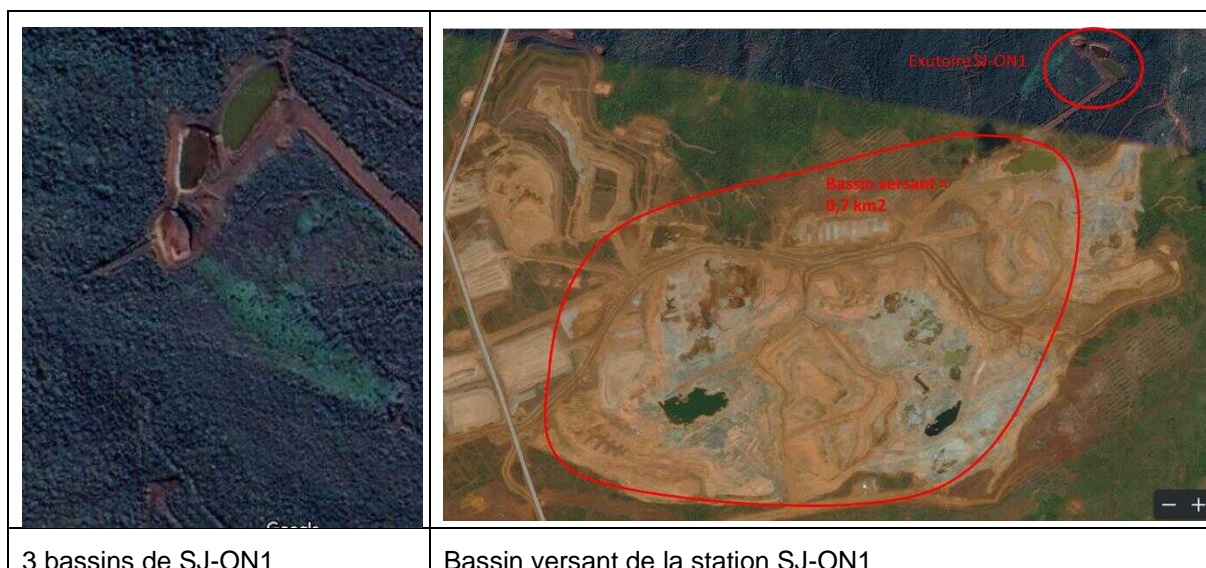 Exutoire SJ-ON1
Bassin versant =
0,7 km2
Google
3 bassins de SJ-ON1
Bassin versant de la station SJ-ON1